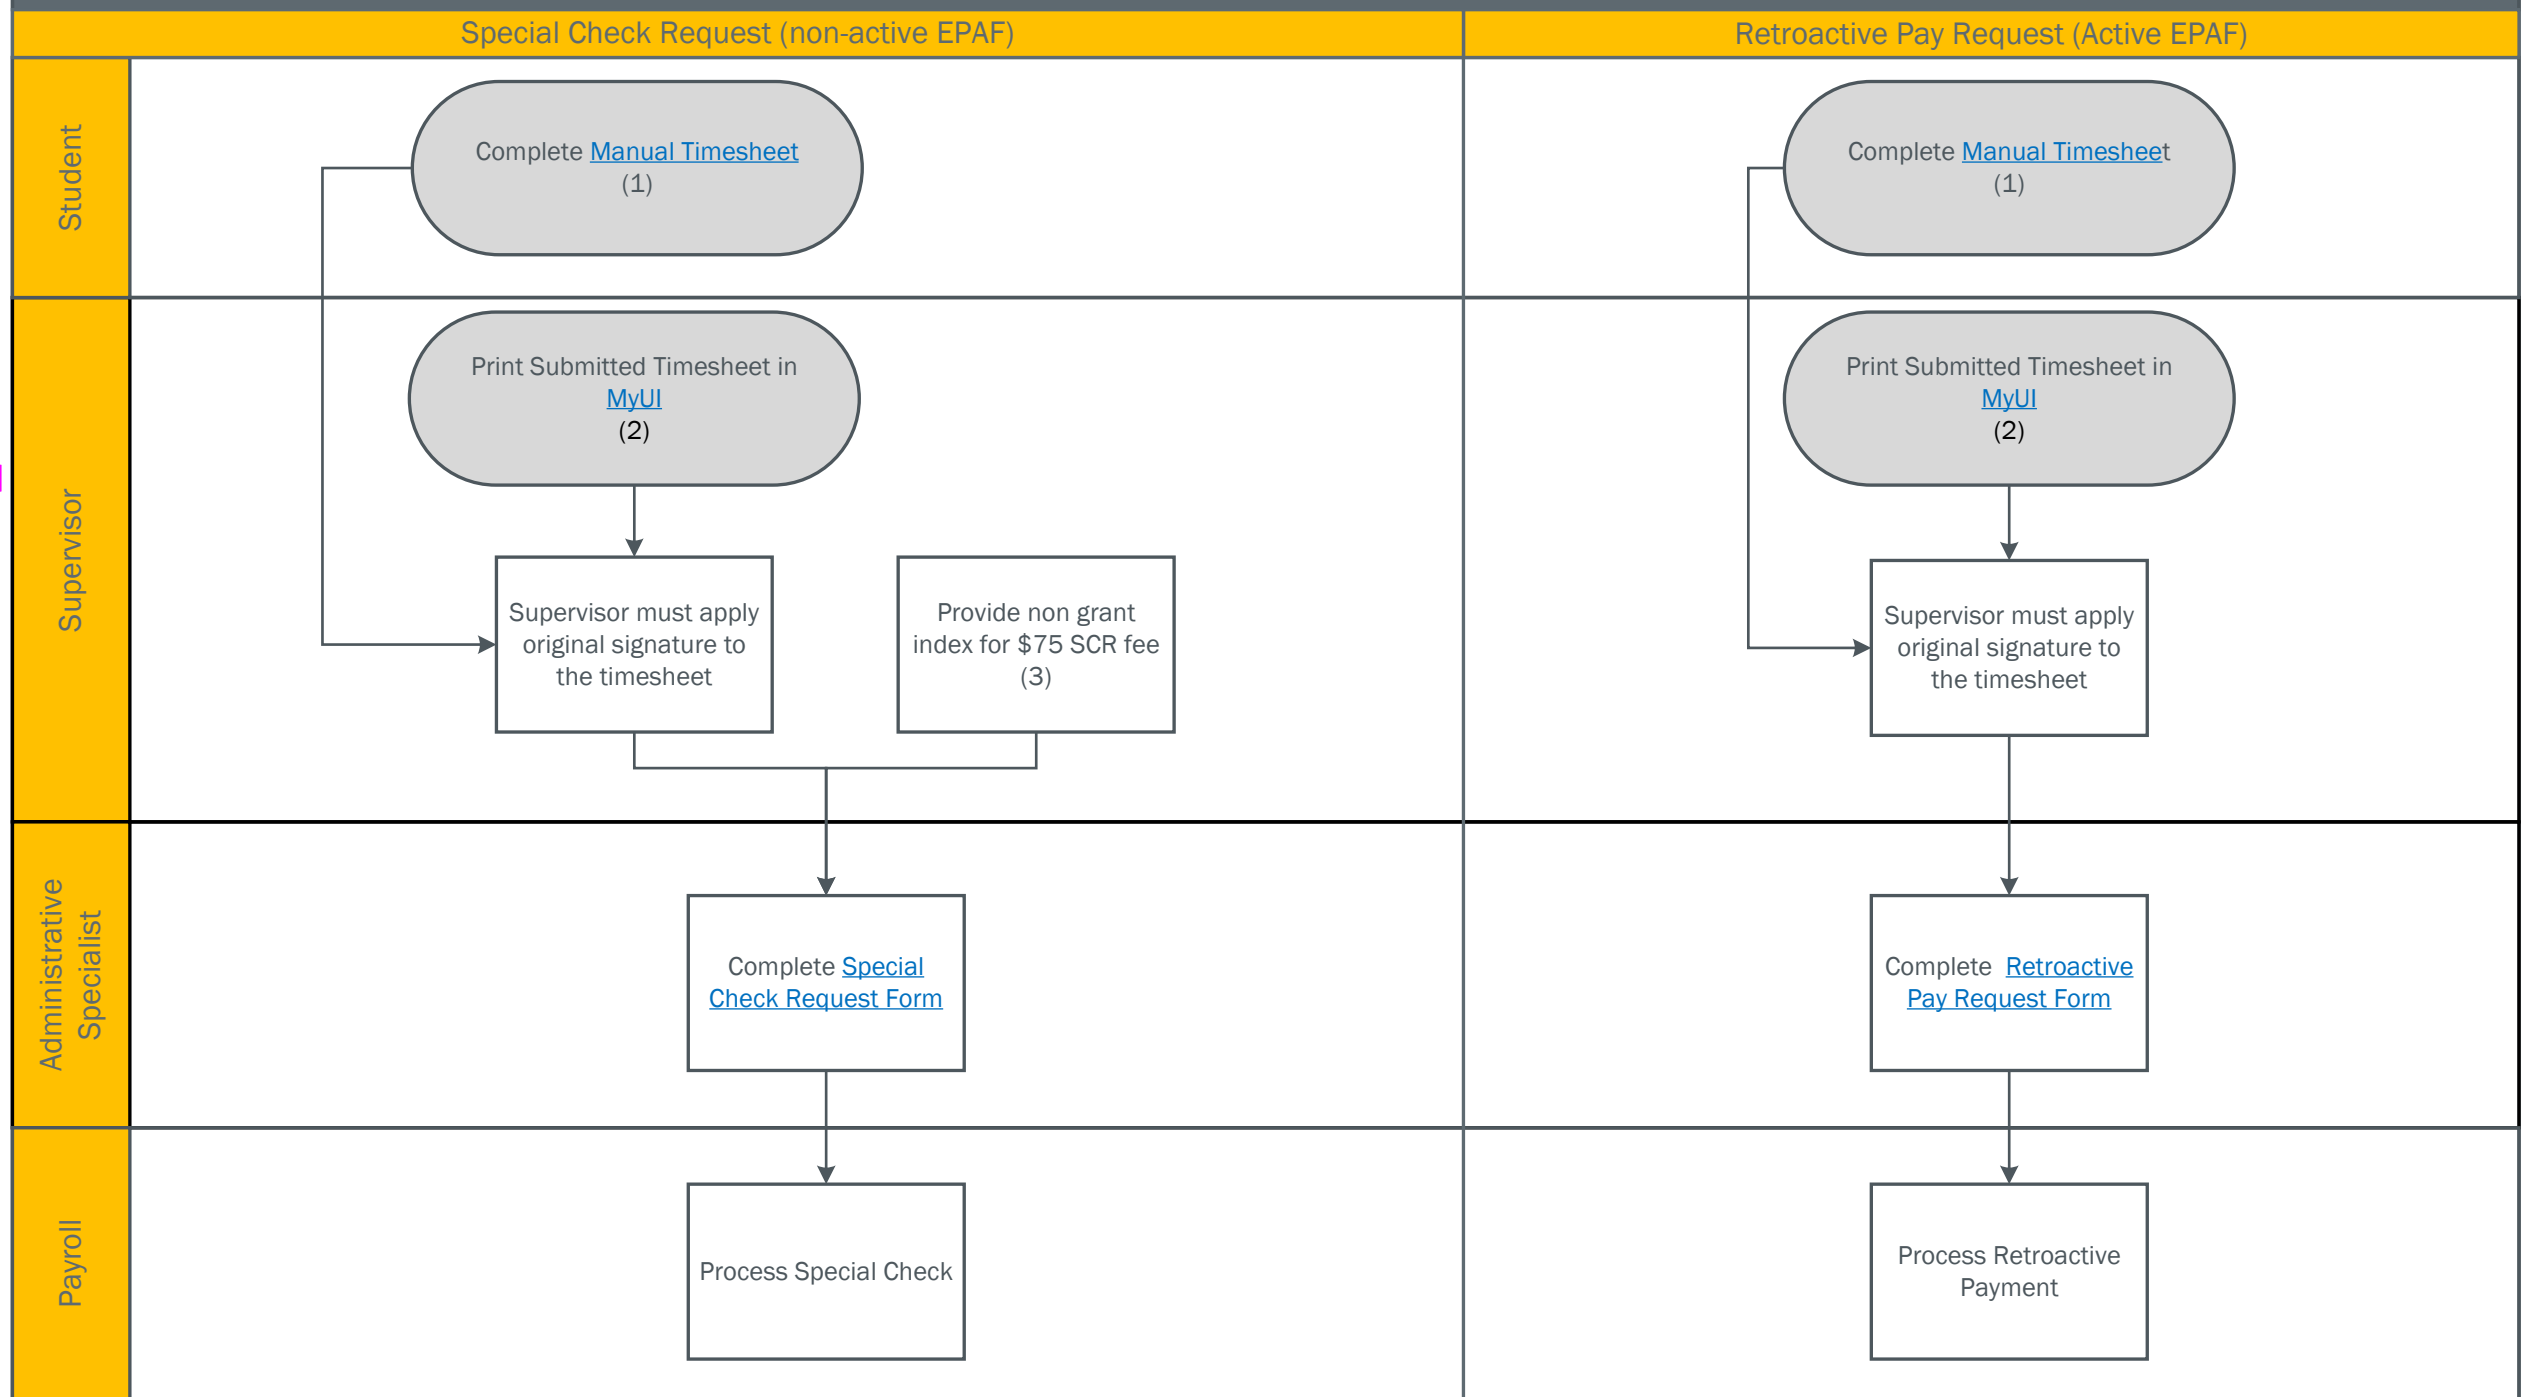 Special Check Request (non-active EPAF)
Retroactive Pay Request (Active EPAF)
Student
Complete Manual Timesheet
(1)
Complete Manual Timesheet
(1)
Supervisor
Print Submitted Timesheet in
MyUI
(2)
Print Submitted Timesheet in
MyUI
(2)
Supervisor must apply
original signature to
the timesheet
Provide non grant
index for $75 SCR fee
(3)
Supervisor must apply
original signature to
the timesheet
Administrative
Specialist
Complete Special
Check Request Form
Complete  Retroactive
Pay Request Form
Payroll
Process Special Check
Process Retroactive
Payment